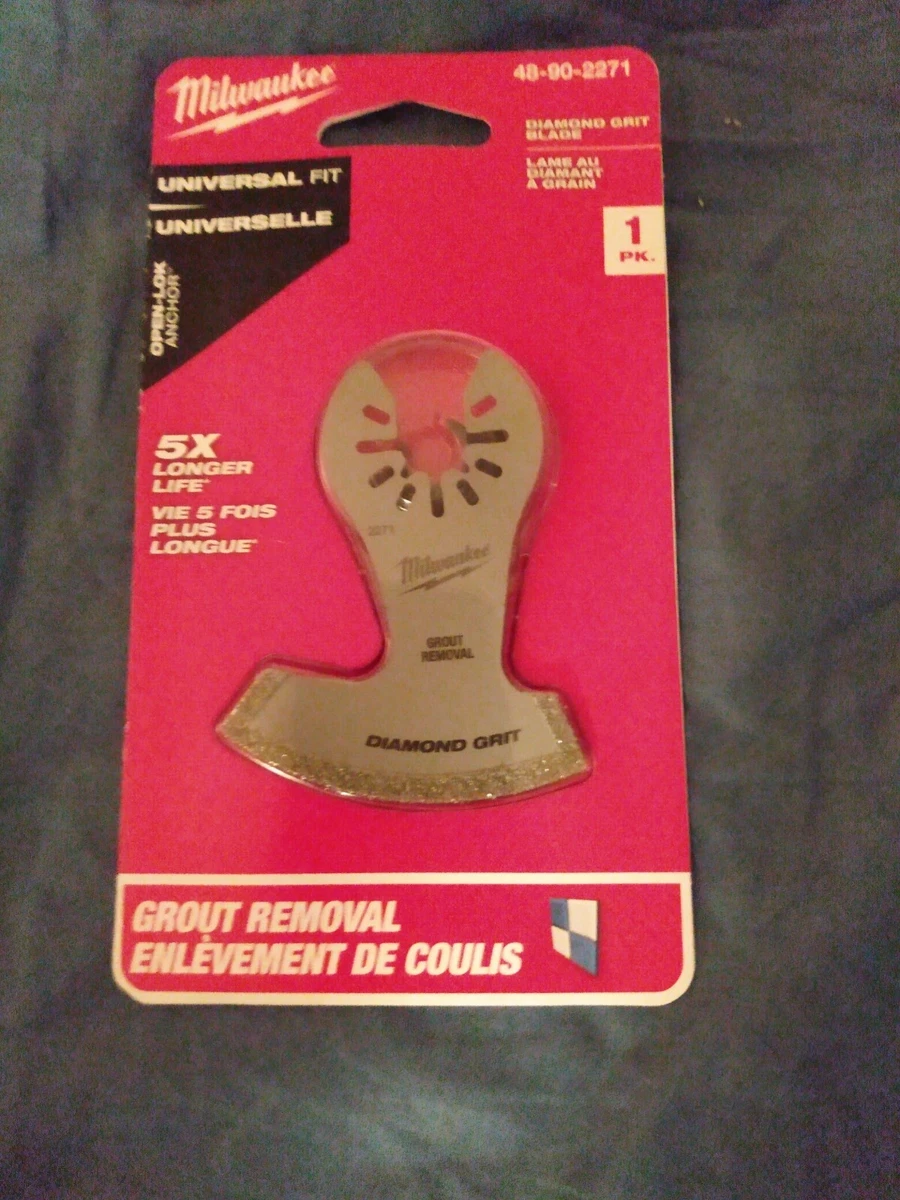 Milwaukee
48-90-2271
DIAMOND GRIT
BLADE
LAME AU
DIAMANT
À GRAIN
UNIVERSAL FIT
UNIVERSELLE
OPEN-LOK
ANCHOR™
1
PK.
5X
LONGER
LIFE*
VIE 5 FOIS
PLUS
LONGUE*
2271
Milwaukee
GROUT
REMOVAL
DIAMOND GRIT
GROUT REMOVAL
ENLÈVEMENT DE COULIS